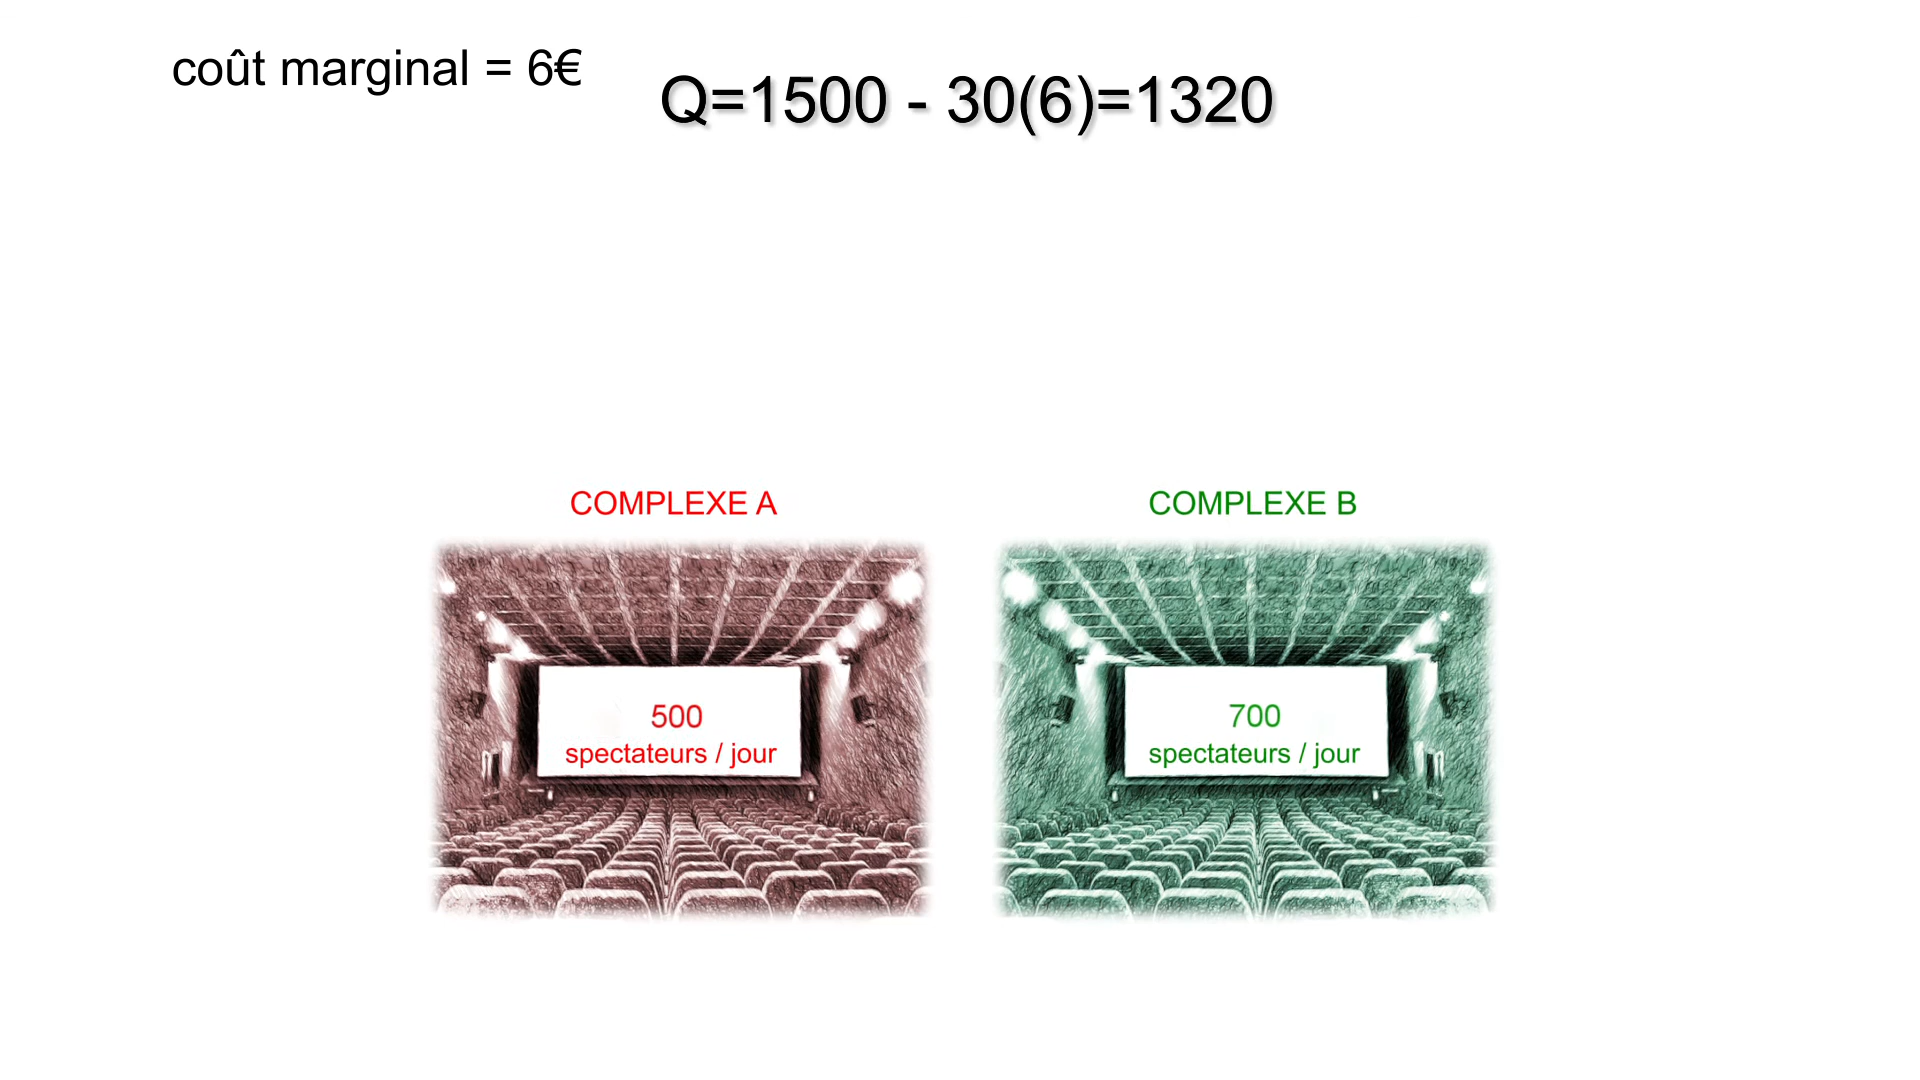 coût marginal = 6€
Q=1500 - 30(6)=1320
COMPLEXE A
COMPLEXE B
500
spectateurs / jour
700
spectateurs / jour